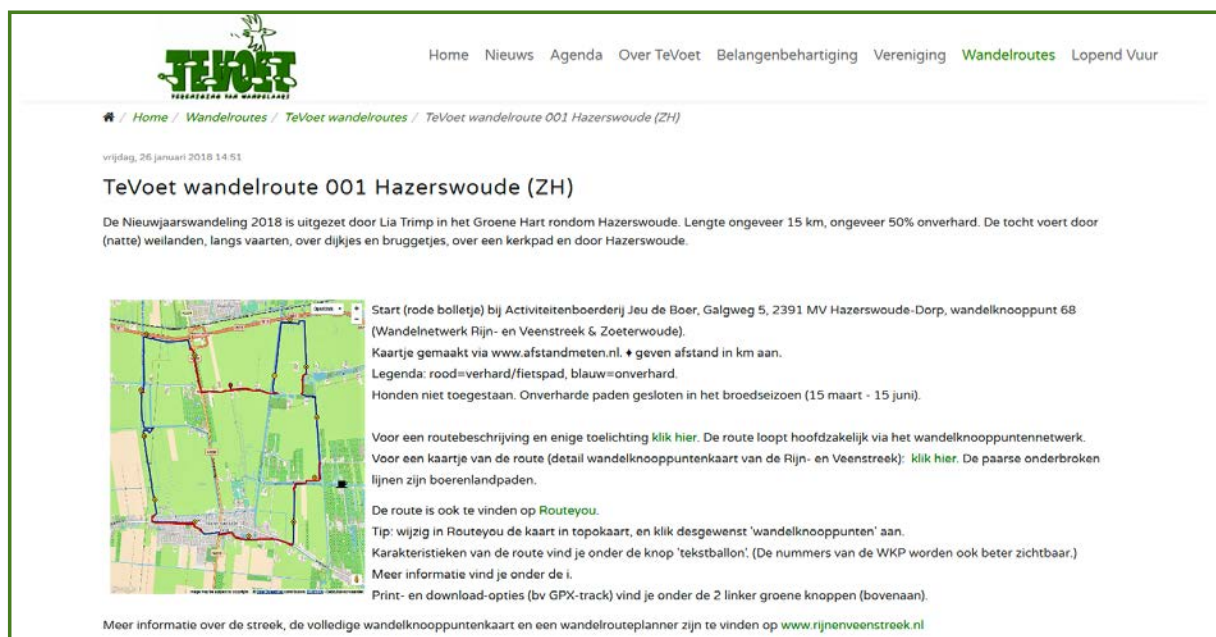 TEVOET
VERENIGING VAN WANDELAARS
Home Nieuws Agenda Over TeVoet Belangenbehartiging Vereniging Wandelroutes Lopend Vuur
/ Home / Wandelroutes / TeVoet wandelroutes / TeVoet wandelroute 001 Hazerswoude (ZH)
vrijdag, 26 januari 2018 14:51
TeVoet wandelroute 001 Hazerswoude (ZH)
De Nieuwjaarswandeling 2018 is uitgezet door Lia Trimp in het Groene Hart rondom Hazerswoude. Lengte ongeveer 15 km, ongeveer 50% onverhard. De tocht voert door
(natte) weilanden, langs vaarten, over dijkjes en bruggetjes, over een kerkpad en door Hazerswoude.
Start (rode bolletje) bij Activiteitenboerderij Jeu de Boer, Galgweg 5, 2391 MV Hazerswoude-Dorp, wandelknooppunt 68
(Wandelnetwerk Rijn- en Veenstreek & Zoeterwoude).
Kaartje gemaakt via www.afstandmeten.nl. ♦ geven afstand in km aan.
Legenda: rood=verhard/fietspad, blauw=onverhard.
Honden niet toegestaan. Onverharde paden gesloten in het broedseizoen (15 maart - 15 juni).
Voor een routebeschrijving en enige toelichting klik hier. De route loopt hoofdzakelijk via het wandelknooppuntennetwerk.
Voor een kaartje van de route (detail wandelknooppuntenkaart van de Rijn- en Veenstreek): klik hier. De paarse onderbroken
lijnen zijn boerenlandpaden.
De route is ook te vinden op Routeyou.
Tip: wijzig in Routeyou de kaart in topokaart, en klik desgewenst 'wandelknooppunten' aan.
Karakteristieken van de route vind je onder de knop 'tekstballon'. (De nummers van de WKP worden ook beter zichtbaar.)
Meer informatie vind je onder de i.
Print- en download-opties (bv GPX-track) vind je onder de 2 linker groene knoppen (bovenaan).
Meer informatie over de streek, de volledige wandelknooppuntenkaart en een wandelrouteplanner zijn te vinden op www.rijnenveenstreek.nl